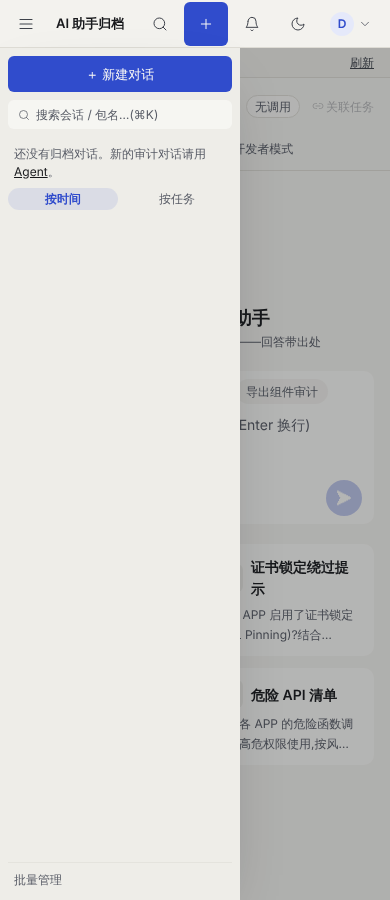 AI 助手归档
D
+ 新建对话
搜索会话 / 包名…(⌘K)
还没有归档对话。新的审计对话请用
Agent。
按时间
按任务
刷新
无调用
关联任务
开发者模式
助手
——回答带出处
导出组件审计
Enter 换行)
证书锁定绕过提
示
APP 启用了证书锁定
Pinning)?结合...
危险 API 清单
各 APP 的危险函数调
高危权限使用,按风...
批量管理